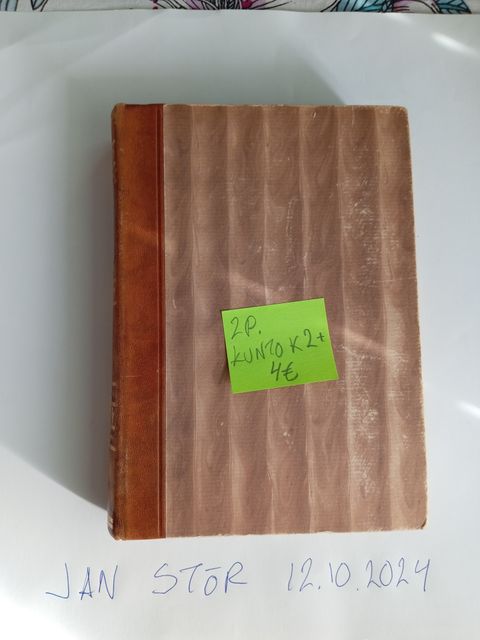 2P.
KUNTO K2+
4€
JAN STÖR 12.10.2024